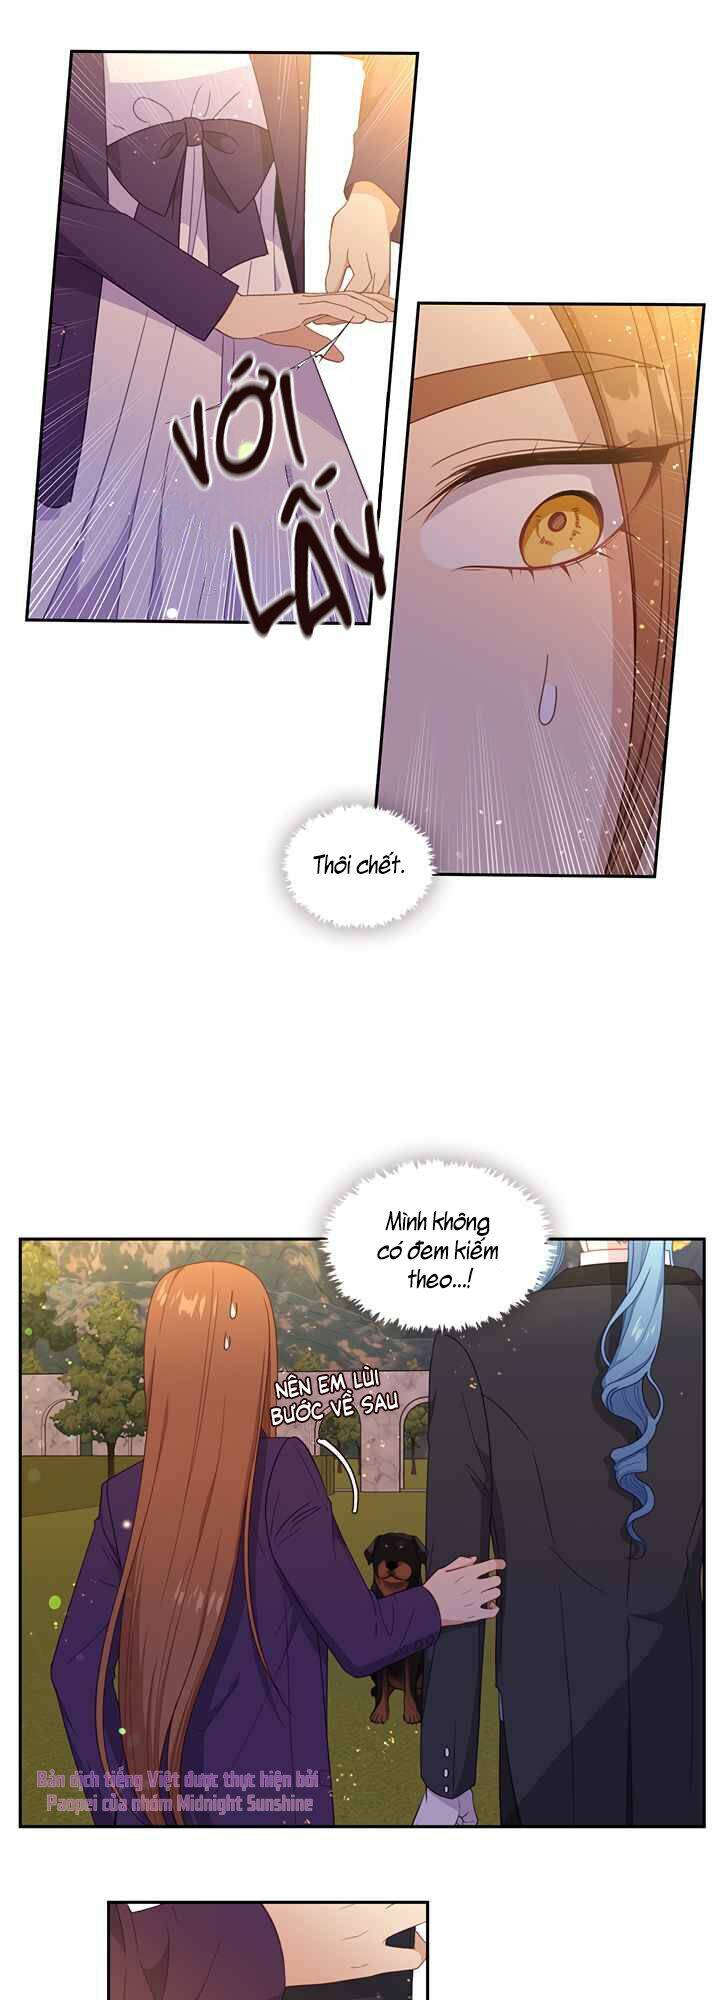 VỚI
LẤY
Thôi chết.
Mình không
có đem kiếm
theo...!
NÊN EM LÙI
BƯỚC VỀ SAU
Bản dịch tiếng Việt được thực hiện bởi
Paopei của nhóm Midnight Sunshine